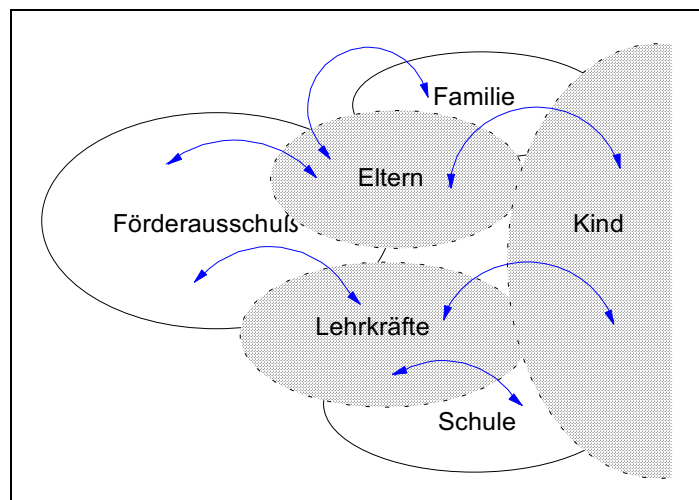 Familie
Eltern
Förderausschuß
Kind
Lehrkräfte
Schule